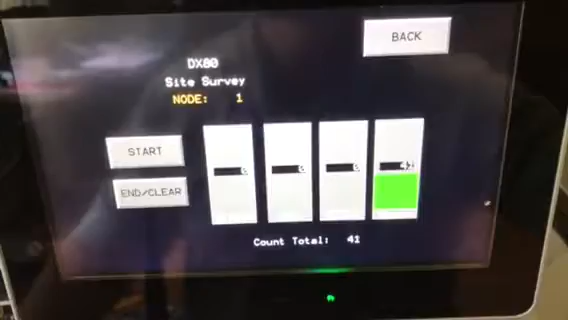 BACK
DX80
Site Survey
NODE: 1
START
END/CLEAR
Count Total: 41